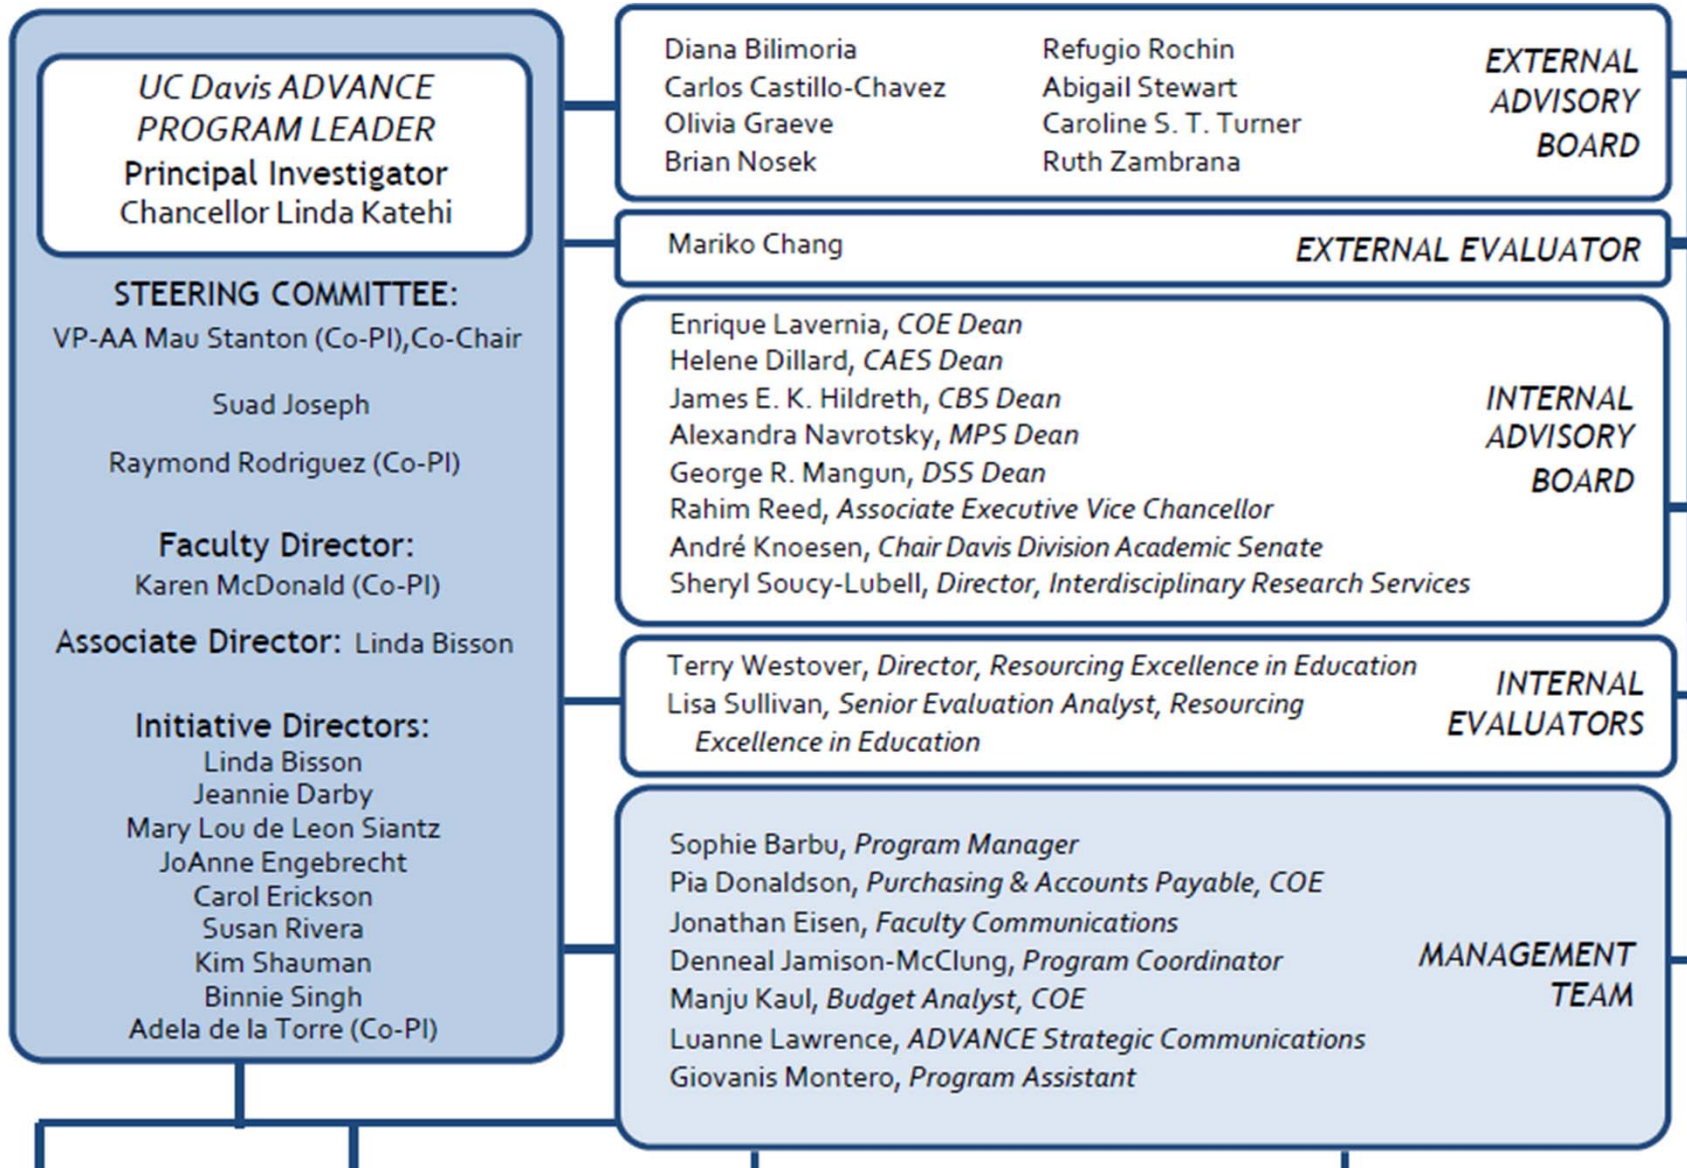 UC Davis ADVANCE
PROGRAM LEADER
Principal Investigator
Chancellor Linda Katehi
STEERING COMMITTEE:
VP-AA Mau Stanton (Co-PI),Co-Chair
Suad Joseph
Raymond Rodriguez (Co-PI)
Faculty Director:
Karen McDonald (Co-PI)
Associate Director: Linda Bisson
Initiative Directors:
Linda Bisson
Jeannie Darby
Mary Lou de Leon Siantz
JoAnne Engebrecht
Carol Erickson
Susan Rivera
Kim Shauman
Binnie Singh
Adela de la Torre (Co-PI)
Diana Bilimoria
Carlos Castillo-Chavez
Olivia Graeve
Brian Nosek
Refugio Rochin
Abigail Stewart
Caroline S. T. Turner
Ruth Zambrana
EXTERNAL
ADVISORY
BOARD
Mariko Chang
EXTERNAL EVALUATOR
Enrique Lavernia, COE Dean
Helene Dillard, CAES Dean
James E. K. Hildreth, CBS Dean
Alexandra Navrotsky, MPS Dean
George R. Mangun, DSS Dean
Rahim Reed, Associate Executive Vice Chancellor
André Knoesen, Chair Davis Division Academic Senate
Sheryl Soucy-Lubell, Director, Interdisciplinary Research Services
INTERNAL
ADVISORY
BOARD
Terry Westover, Director, Resourcing Excellence in Education
Lisa Sullivan, Senior Evaluation Analyst, Resourcing
Excellence in Education
INTERNAL
EVALUATORS
Sophie Barbu, Program Manager
Pia Donaldson, Purchasing & Accounts Payable, COE
Jonathan Eisen, Faculty Communications
Denneal Jamison-McClung, Program Coordinator
Manju Kaul, Budget Analyst, COE
Luanne Lawrence, ADVANCE Strategic Communications
Giovanis Montero, Program Assistant
MANAGEMENT
TEAM